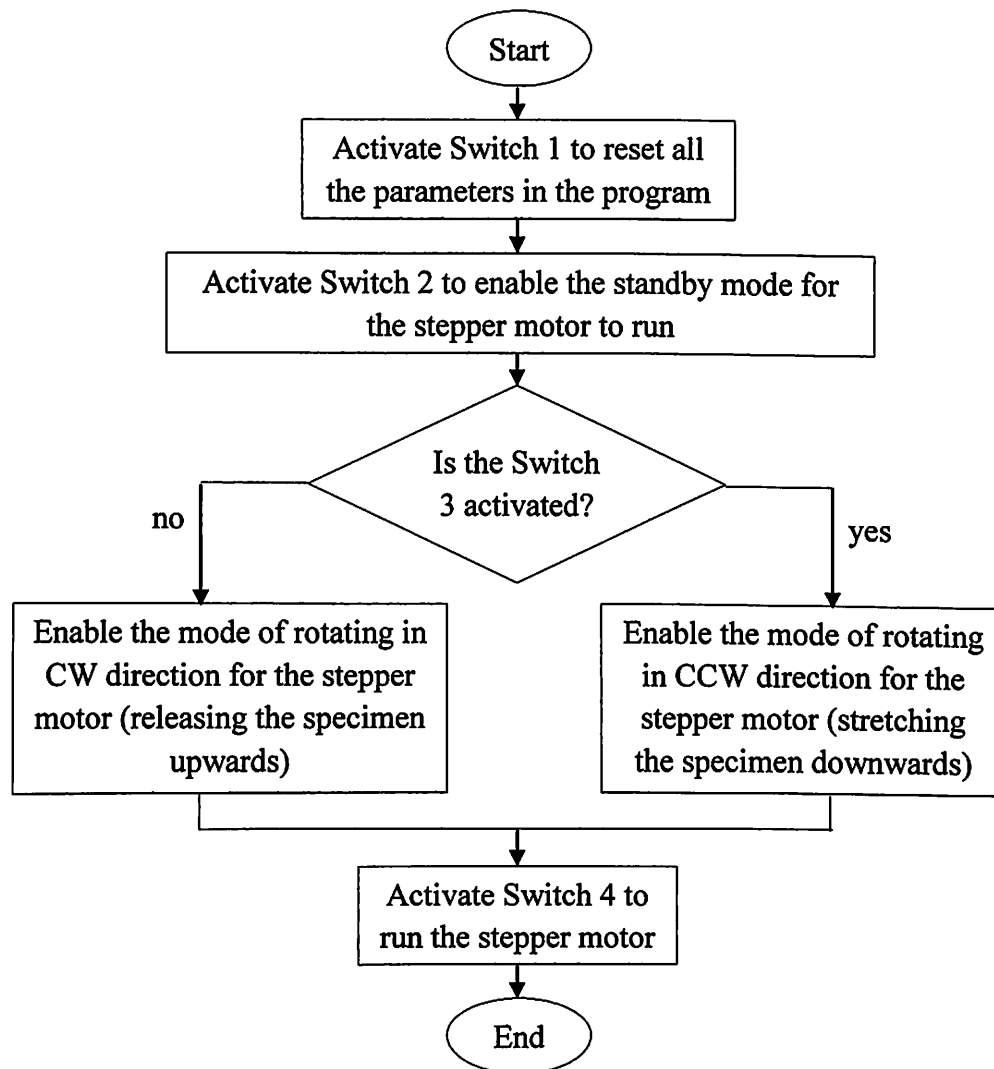 Start
Activate Switch 1 to reset all
the parameters in the program
Activate Switch 2 to enable the standby mode for
the stepper motor to run
Is the Switch
3 activated?
no
yes
Enable the mode of rotating in
CW direction for the stepper
motor (releasing the specimen
upwards)
Enable the mode of rotating
in CCW direction for the
stepper motor (stretching
the specimen downwards)
Activate Switch 4 to
run the stepper motor
End